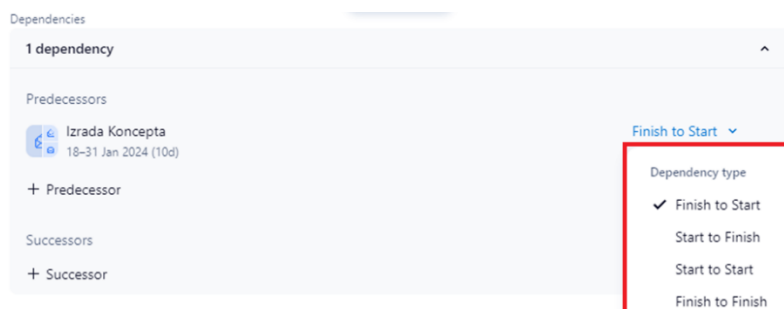 Dependencies
1 dependency
Predecessors
Izrada Koncepta
Finish to Start
18–31 Jan 2024 (10d)
Dependency type
+ Predecessor
Finish to Start
Start to Finish
Successors
Start to Start
+ Successor
Finish to Finish